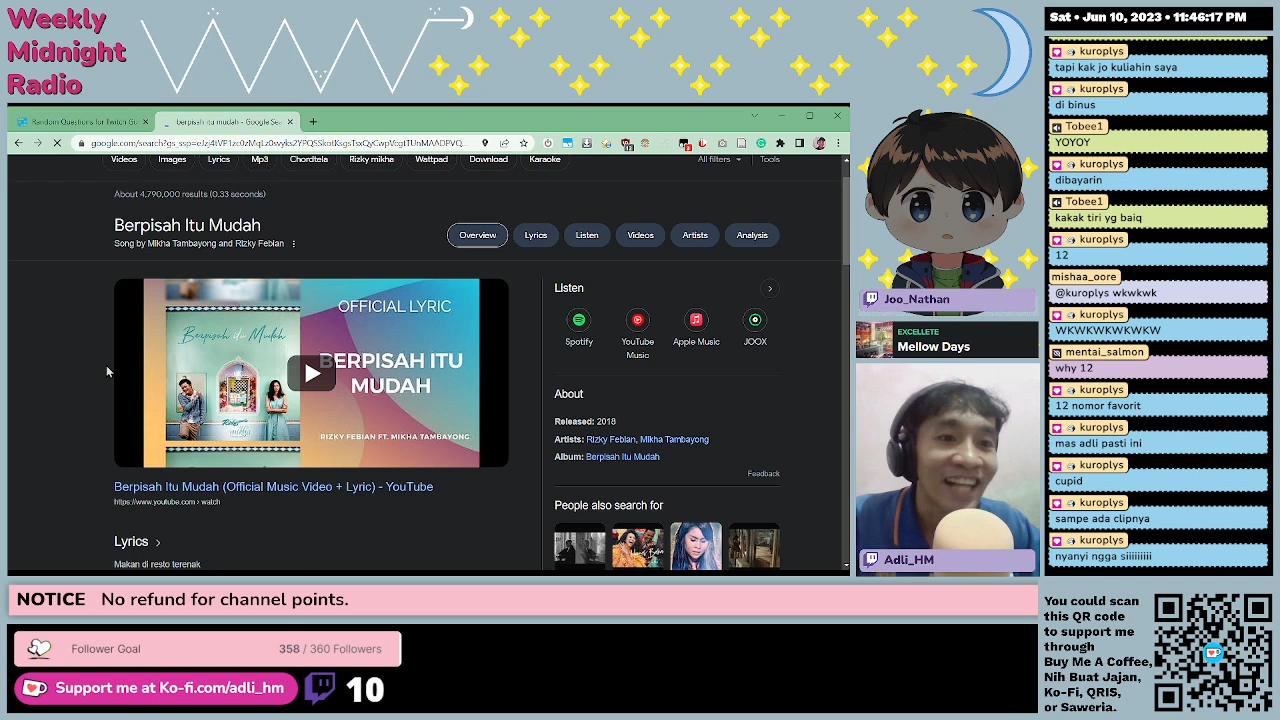 Weekly
Midnight
Radio
Sat • Jun 10, 2023 • 11:46:17 PM
Random Questions for Twitch Gu
berpisah itu mudah - Google Sea
Videos
Images
Lyrics
Mp3
Chordtela
Wattpad
Download
Karaoke
All filters
Tools
About 4,790,000 results (0.33 seconds)
Berpisah Itu Mudah
Song by Mikha Tambayong and Rizky Febian
Overview
Lyrics
Listen
Videos
Artists
Analysis
OFFICIAL LYRIC
BERPISAH ITU
MUDAH
RIZKY FEBIAN FT. MIKHA TAMBAYONG
Berpisah Itu Mudah (Official Music Video + Lyric) - YouTube
https://www.youtube.com › watch
Lyrics
Makan di resto terenak
Listen
Spotify
YouTube
Music
Apple Music
JOOX
About
Released: 2018
Artists: Rizky Febian, Mikha Tambayong
Album: Berpisah Itu Mudah
Feedback
People also search for
Joo_Nathan
EXCELLETE
Mellow Days
Adli_HM
kuroplys
tapi kak jo kuliahin saya
kuroplys
di binus
Tobee1
YOYOY
kuroplys
dibayarin
Tobee1
kakak tiri yg baiq
kuroplys
12
mishaa_oore
@kuroplys wkwkwk
kuroplys
WKWKWKWKWKW
mentai_salmon
why 12
kuroplys
12 nomor favorit
kuroplys
mas adli pasti ini
kuroplys
cupid
kuroplys
sampe ada clipnya
kuroplys
nyanyi ngga siiiiiiiii
NOTICE No refund for channel points.
Follower Goal
358 / 360 Followers
Support me at Ko-fi.com/adli_hm
10
You could scan
this QR code
to support me
through
Buy Me A Coffee,
Nih Buat Jajan,
Ko-Fi, QRIS,
or Saweria.